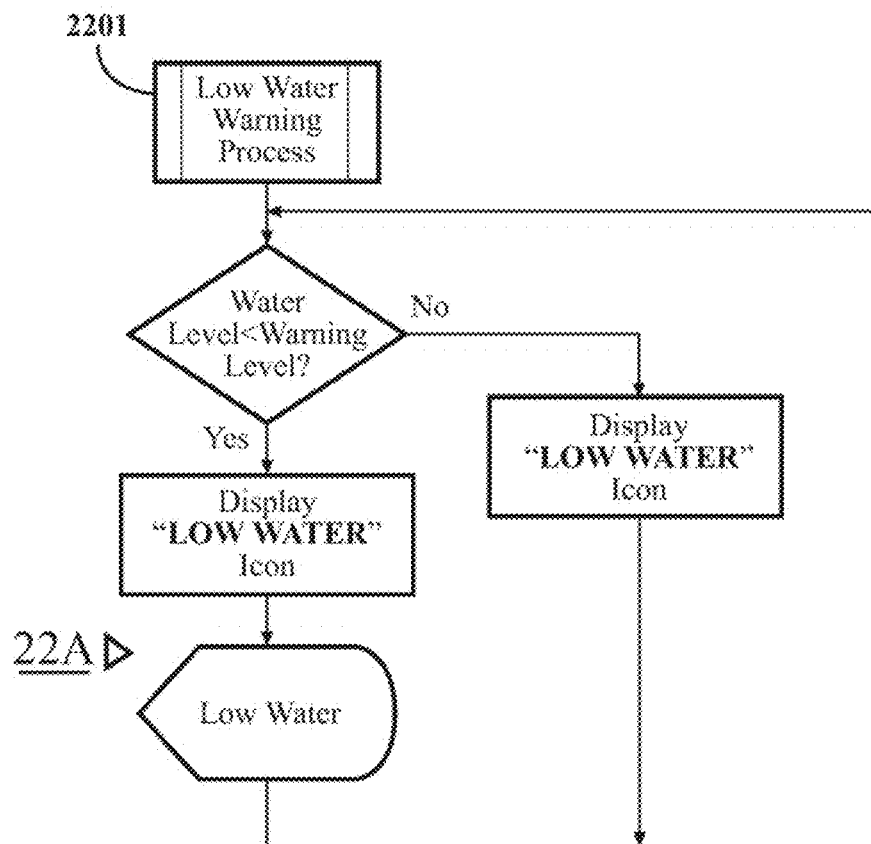 2201
Low Water
Warning
Process
Water
Level<Warning
Level?
No
Yes
Display
“LOW WATER”
Icon
Display
“LOW WATER”
Icon
22A
Low Water